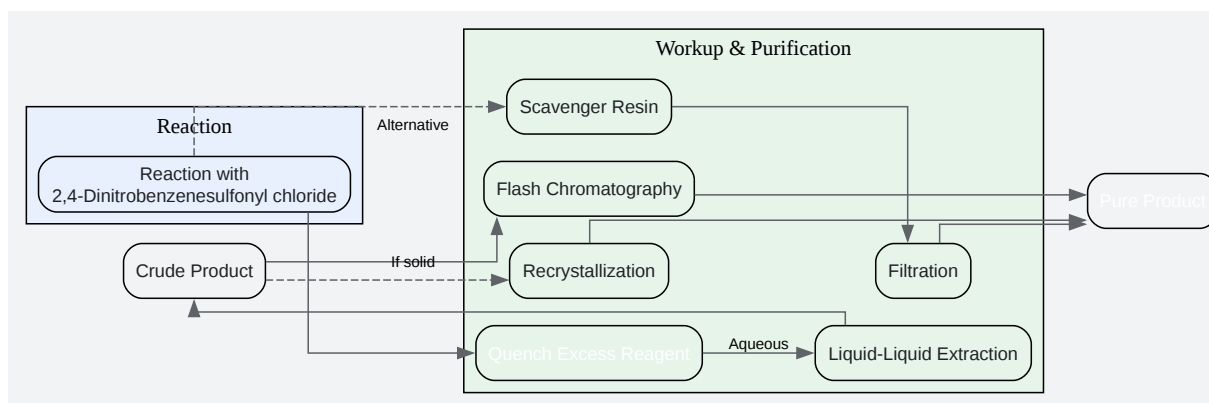 Workup & Purification
Scavenger Resin
Alternative
Reaction
Reaction with
2,4-Dinitrobenzenesulfonyl chloride
Flash Chromatography
Pure Product
Crude Product
If solid
Recrystallization
Filtration
Quench Excess Reagent
Aqueous
Liquid-Liquid Extraction